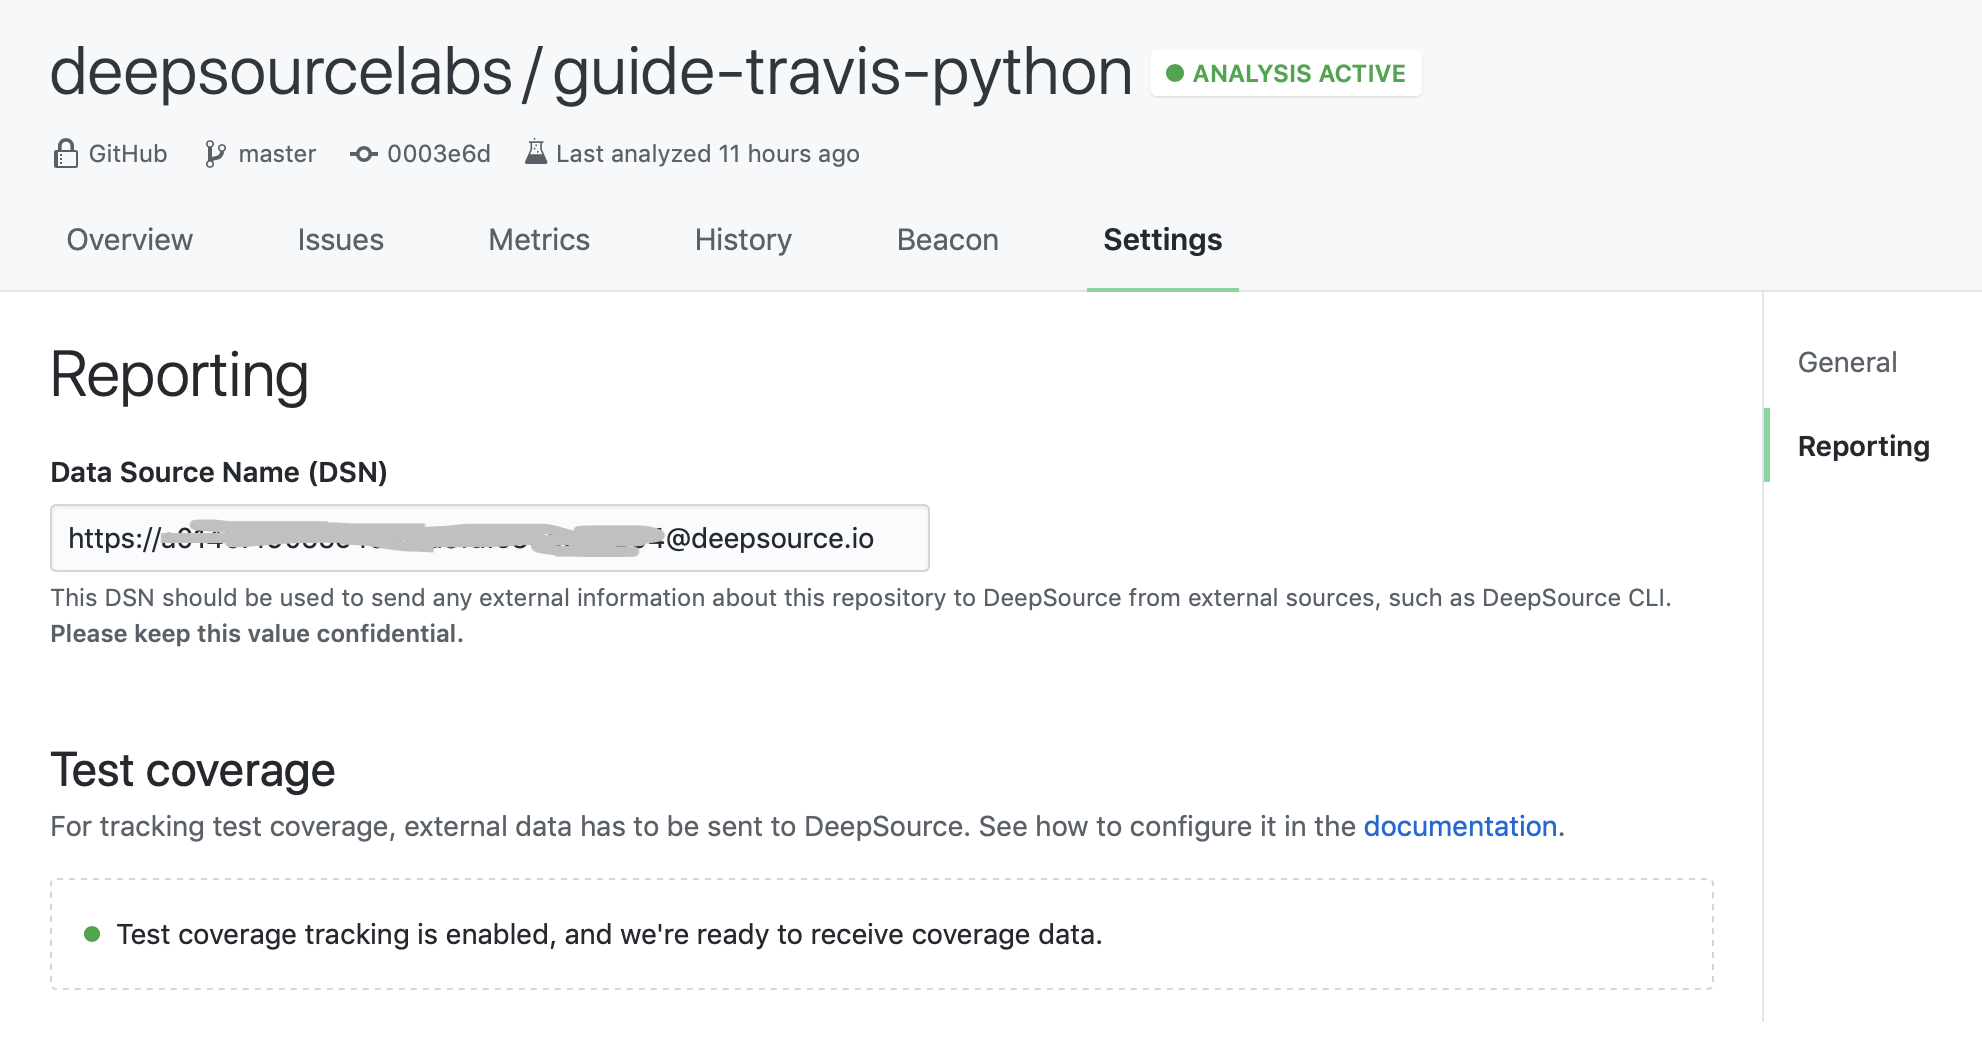 deepsourcelabs/guide-travis-python ANALYSIS ACTIVE
GitHub master 0003e6d Last analyzed 11 hours ago
Overview Issues Metrics History Beacon Settings
Reporting
Data Source Name (DSN)
https:// @deepsource.io
This DSN should be used to send any external information about this repository to DeepSource from external sources, such as DeepSource CLI.
Please keep this value confidential.
Test coverage
For tracking test coverage, external data has to be sent to DeepSource. See how to configure it in the documentation.
Test coverage tracking is enabled, and we're ready to receive coverage data.
General
Reporting